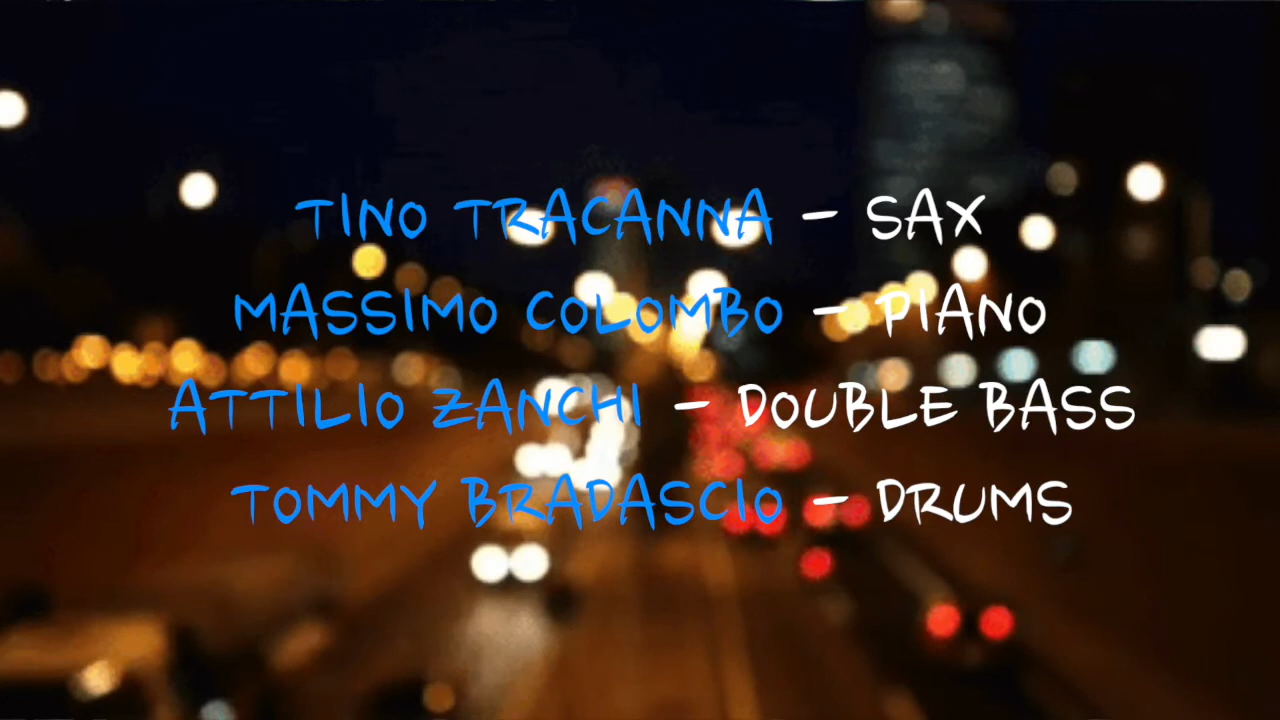 TINO TRACANNA - SAX
MASSIMO COLOMBO - PIANO
ATTILIO ZANCHI - DOUBLE BASS
TOMMY BRADASCIO - DRUMS